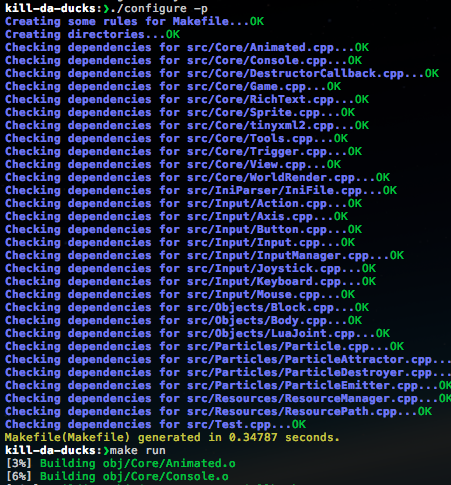 kill-da-ducks:❯./configure -p
Creating some rules for Makefile...OK
Creating directories...OK
Checking dependencies for src/Core/Animated.cpp...OK
Checking dependencies for src/Core/Console.cpp...OK
Checking dependencies for src/Core/DestructorCallback.cpp...OK
Checking dependencies for src/Core/Game.cpp...OK
Checking dependencies for src/Core/RichText.cpp...OK
Checking dependencies for src/Core/Sprite.cpp...OK
Checking dependencies for src/Core/tinyxml2.cpp...OK
Checking dependencies for src/Core/Tools.cpp...OK
Checking dependencies for src/Core/Trigger.cpp...OK
Checking dependencies for src/Core/View.cpp...OK
Checking dependencies for src/Core/WorldRender.cpp...OK
Checking dependencies for src/IniParser/IniFile.cpp...OK
Checking dependencies for src/Input/Action.cpp...OK
Checking dependencies for src/Input/Axis.cpp...OK
Checking dependencies for src/Input/Button.cpp...OK
Checking dependencies for src/Input/Input.cpp...OK
Checking dependencies for src/Input/InputManager.cpp...OK
Checking dependencies for src/Input/Joystick.cpp...OK
Checking dependencies for src/Input/Keyboard.cpp...OK
Checking dependencies for src/Input/Mouse.cpp...OK
Checking dependencies for src/Objects/Block.cpp...OK
Checking dependencies for src/Objects/Body.cpp...OK
Checking dependencies for src/Objects/LuaJoint.cpp...OK
Checking dependencies for src/Particles/Particle.cpp...OK
Checking dependencies for src/Particles/ParticleAttractor.cpp...
Checking dependencies for src/Particles/ParticleDestroyer.cpp...
Checking dependencies for src/Particles/ParticleEmitter.cpp...OK
Checking dependencies for src/Resources/ResourceManager.cpp...OK
Checking dependencies for src/Resources/ResourcePath.cpp...OK
Checking dependencies for src/Test.cpp...OK
Makefile(Makefile) generated in 0.34787 seconds.
kill-da-ducks:❯make run
[3%] Building obj/Core/Animated.o
[6%] Building obj/Core/Console.o